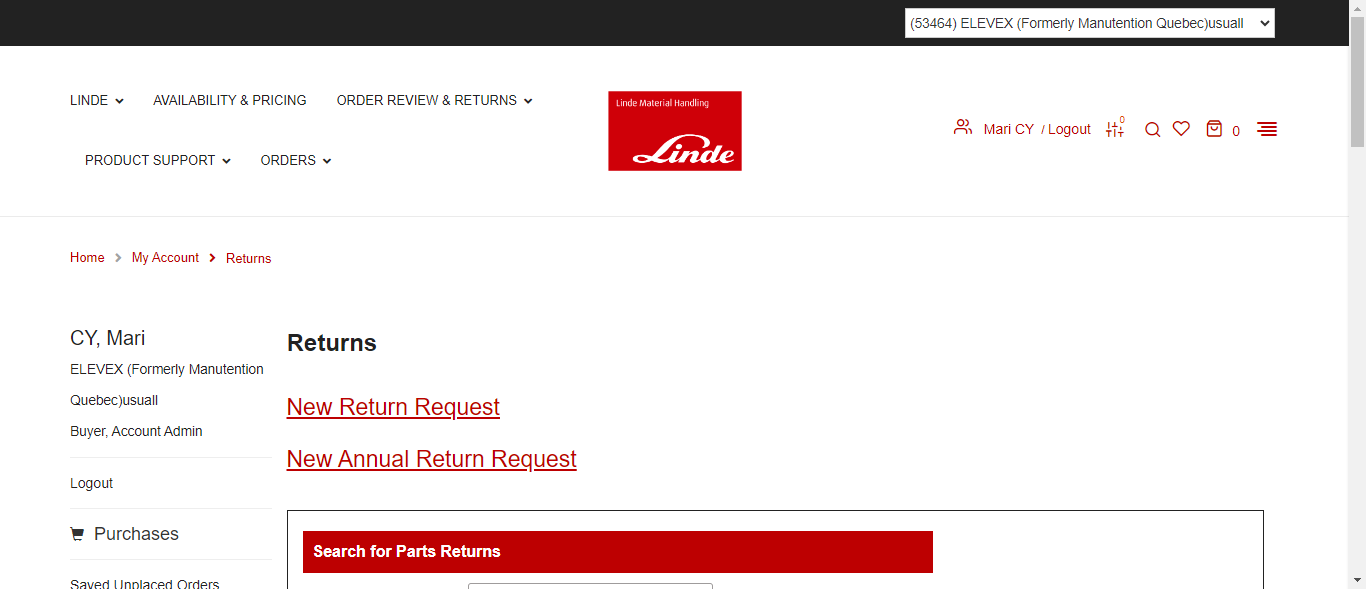 (53464) ELEVEX (Formerly Manutention Quebec)usuall
LINDE
AVAILABILITY & PRICING
ORDER REVIEW & RETURNS
PRODUCT SUPPORT
ORDERS
Linde Material Handling
Linde
Mari CY / Logout
0
0
Home
My Account
Returns
CY, Mari
ELEVEX (Formerly Manutention
Quebec)usuall
Buyer, Account Admin
Logout
Purchases
Saved Unplaced Orders
Returns
New Return Request
New Annual Return Request
Search for Parts Returns